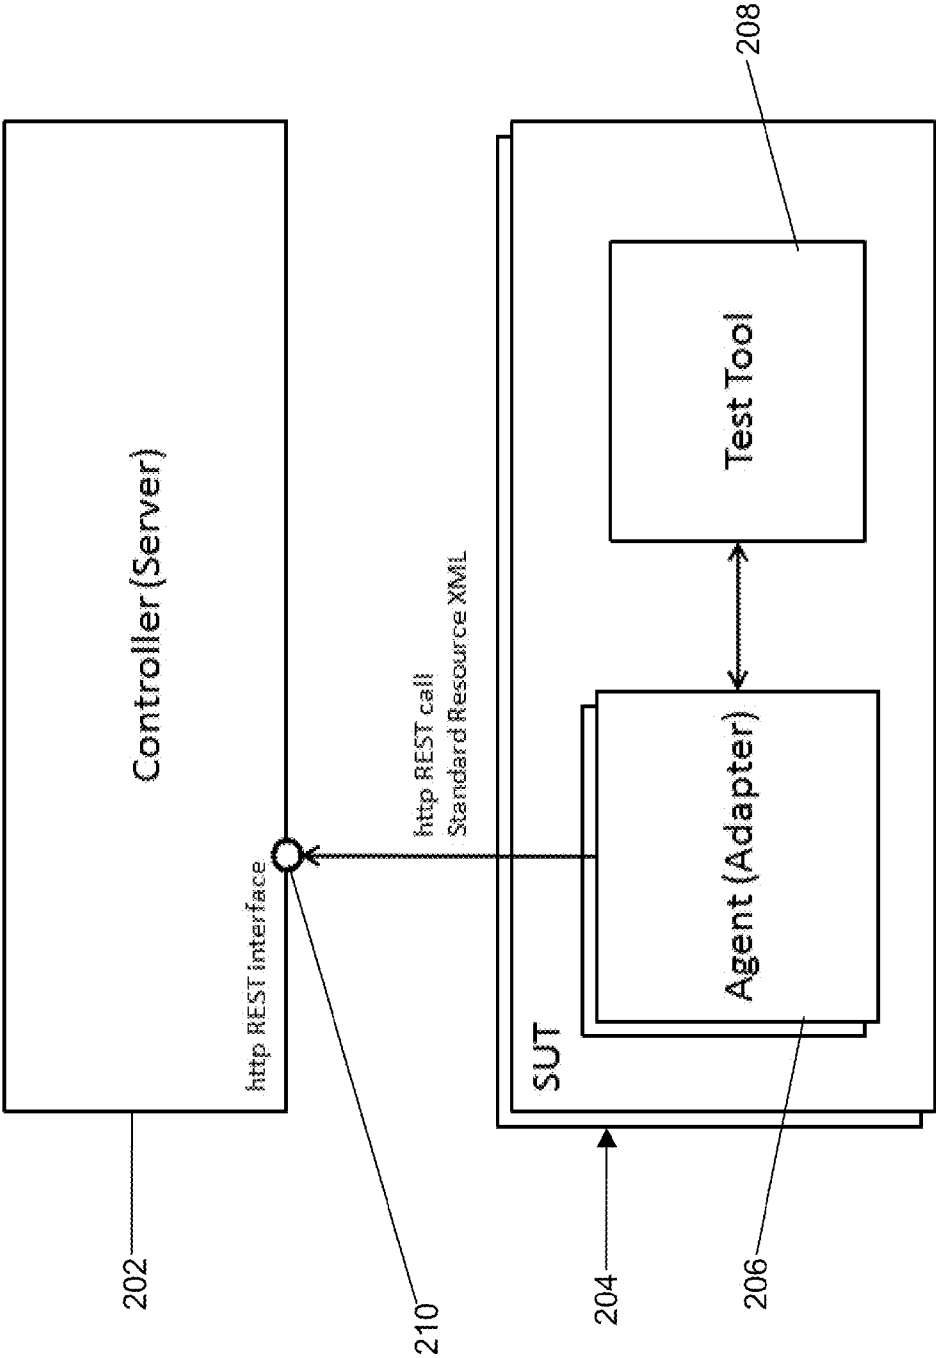 202
Controller (Server)
http REST interface
210
http REST call
Standard Resource XML
204
SUT
206
Agent (Adapter)
Test Tool
208